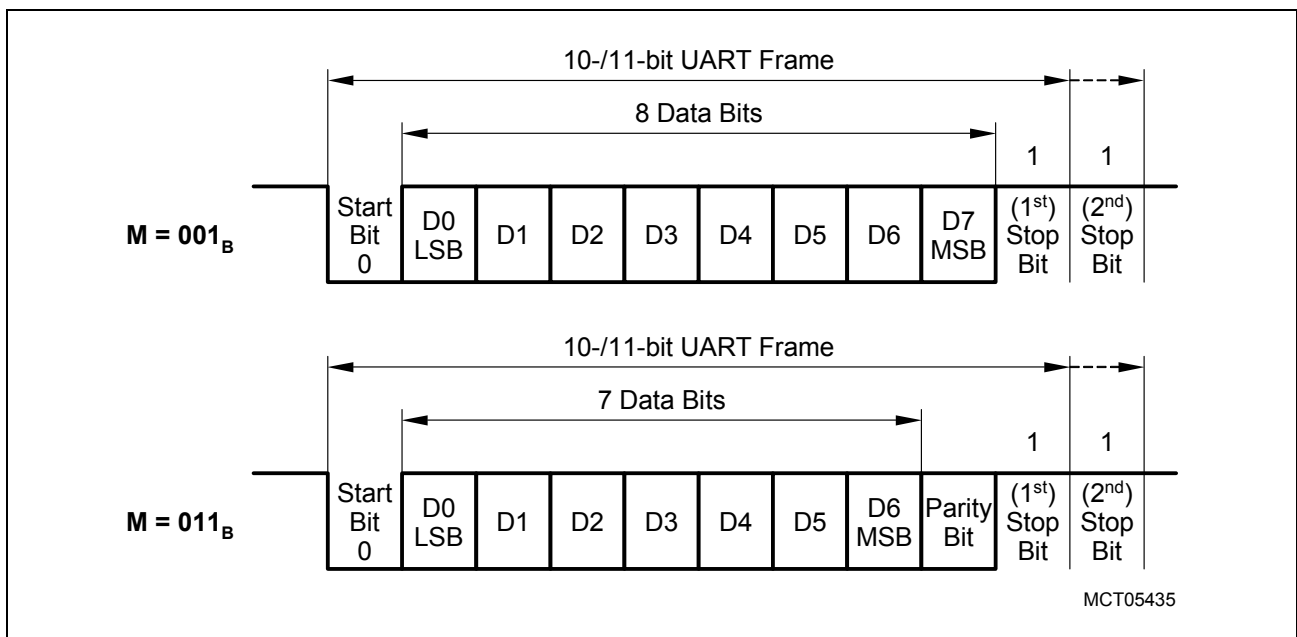 10-/11-bit UART Frame
8 Data Bits
1 1
M = 001B
Start Bit 0
D0 LSB
D1
D2
D3
D4
D5
D6
D7 MSB
(1st) Stop Bit
(2nd) Stop Bit
10-/11-bit UART Frame
7 Data Bits
1 1
M = 011B
Start Bit 0
D0 LSB
D1
D2
D3
D4
D5
D6 MSB
Parity Bit
(1st) Stop Bit
(2nd) Stop Bit
MCT05435